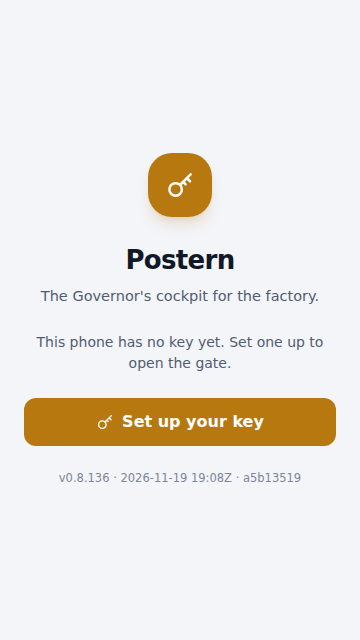 Postern
The Governor's cockpit for the factory.
This phone has no key yet. Set one up to
open the gate.
Set up your key
v0.8.136 · 2026-11-19 19:08Z · a5b13519